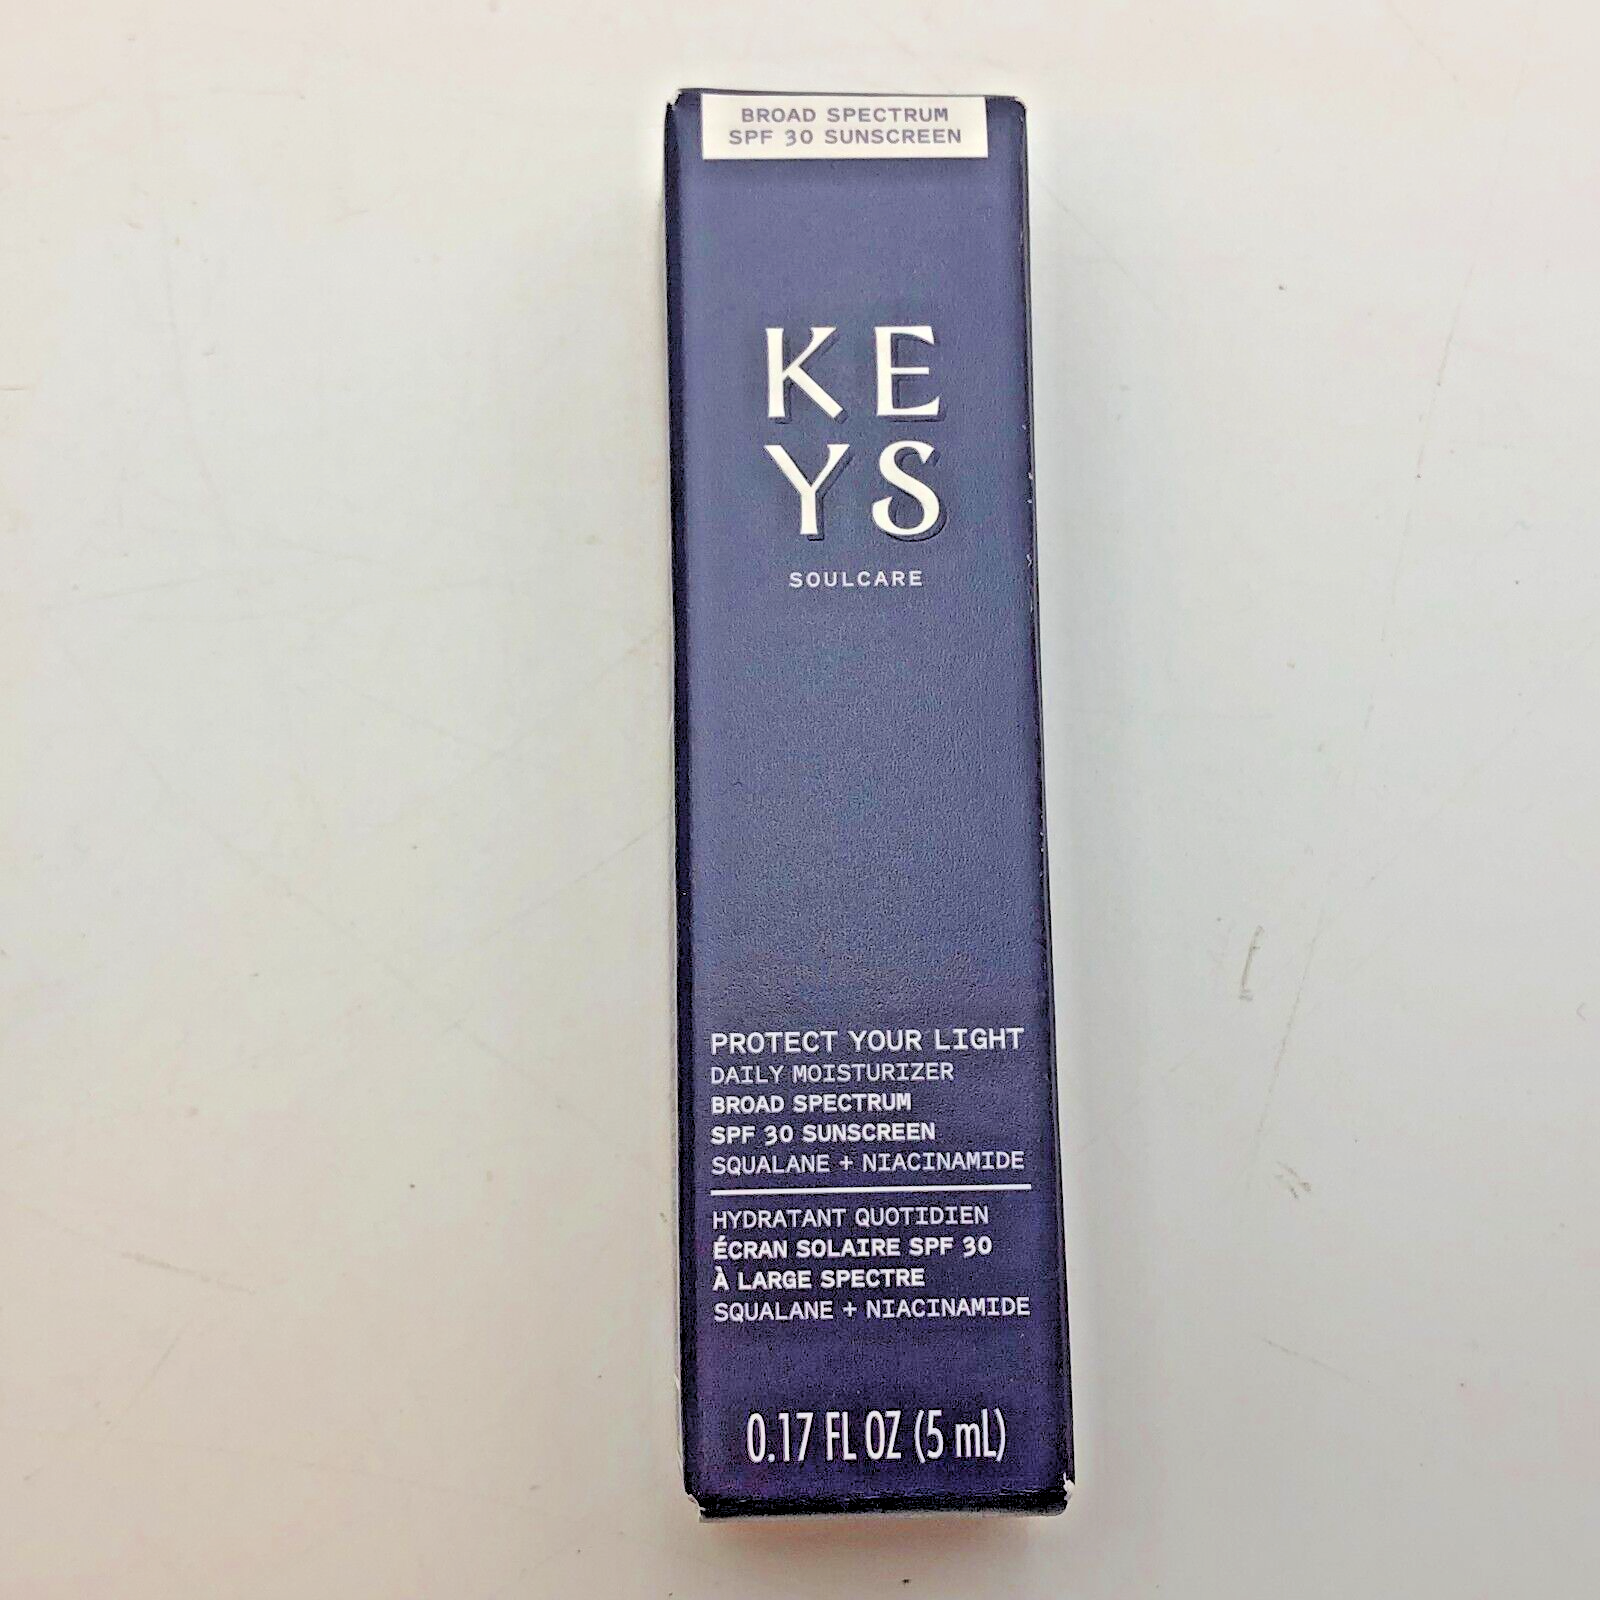 BROAD SPECTRUM
SPF 30 SUNSCREEN
KE
YS
SOULCARE
PROTECT YOUR LIGHT
DAILY MOISTURIZER
BROAD SPECTRUM
SPF 30 SUNSCREEN
SQUALANE + NIACINAMIDE
HYDRATANT QUOTIDIEN
ÉCRAN SOLAIRE SPF 30
À LARGE SPECTRE
SQUALANE + NIACINAMIDE
0.17 FL OZ (5 mL)